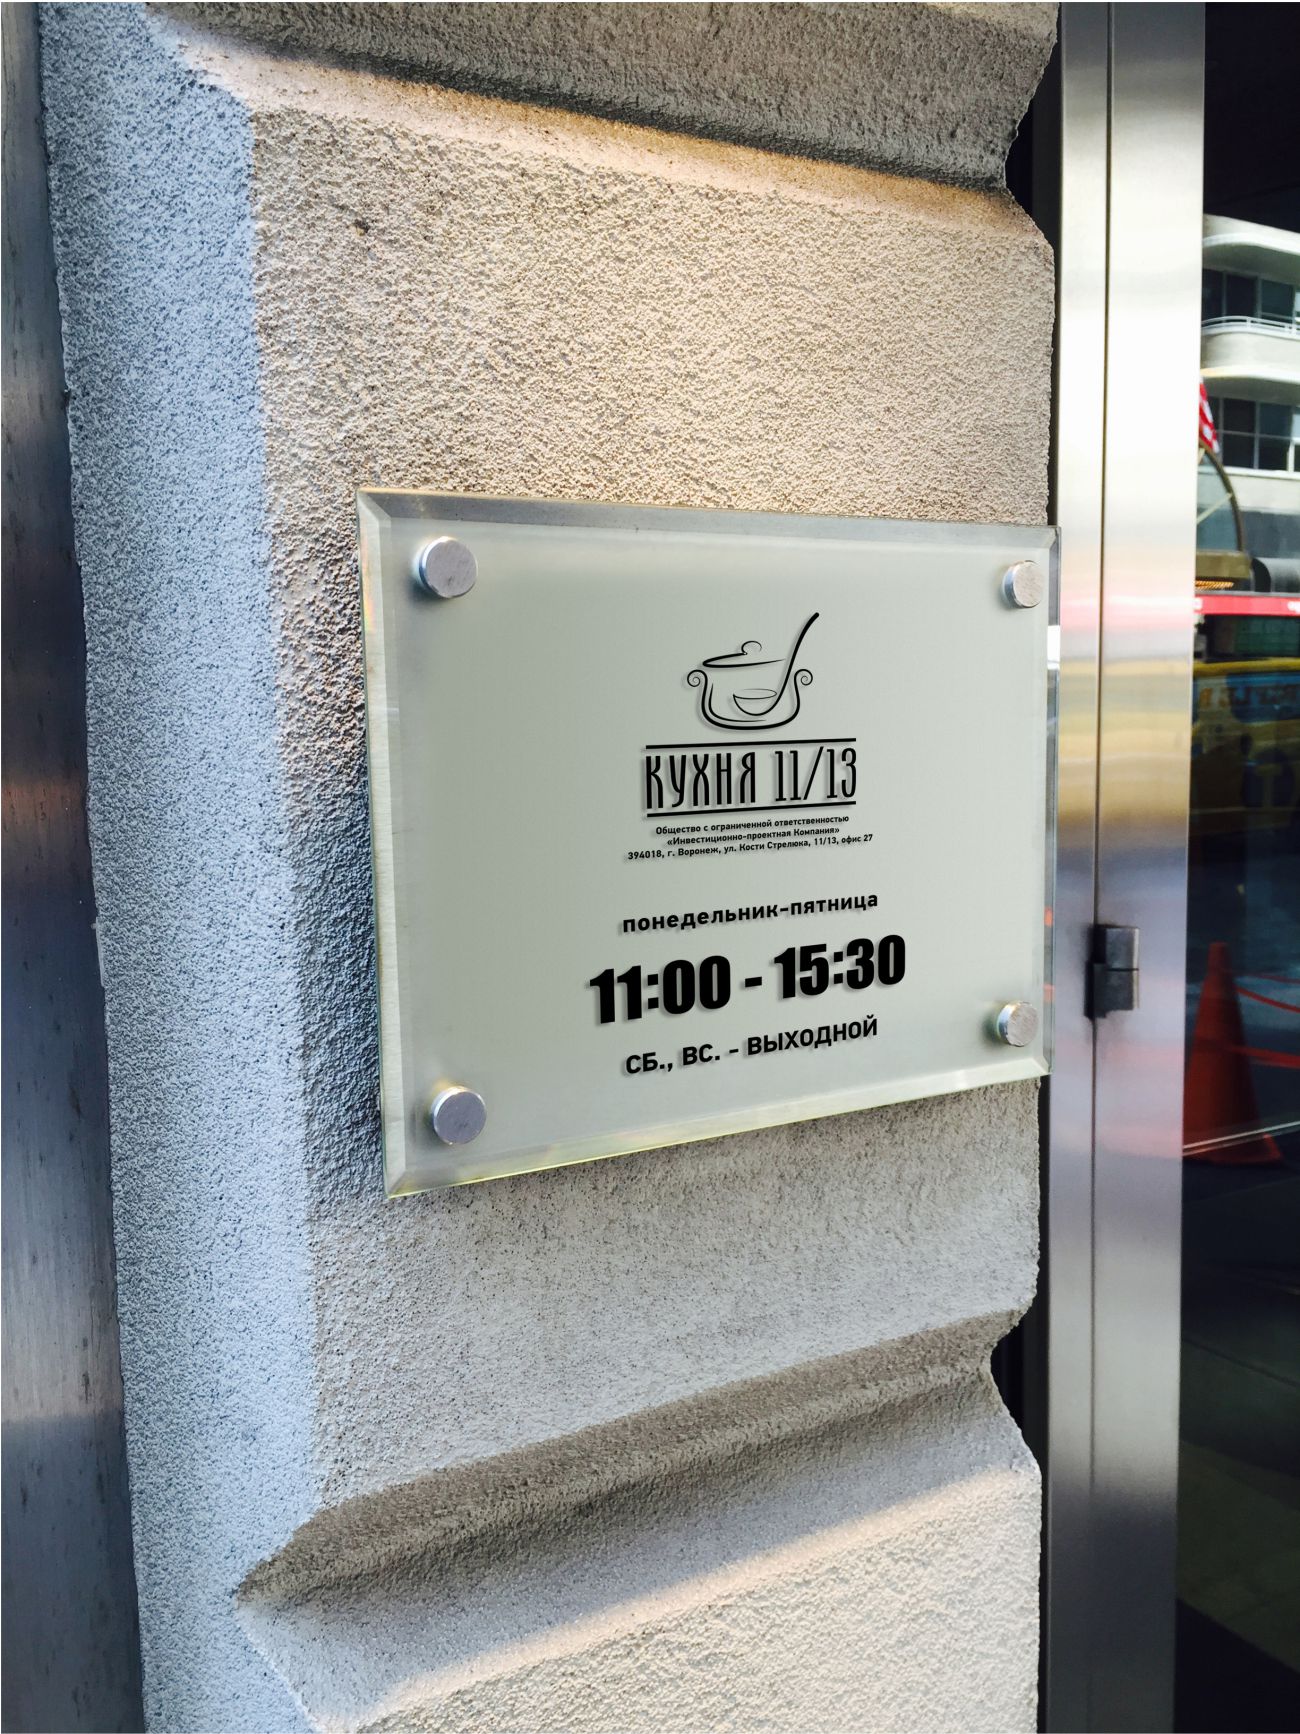 КУХНЯ 11/13
Общество с ограниченной ответственностью
«Инвестиционно-проектная Компания»
394018, г. Воронеж, ул. Кости Стрелюка, 11/13, офис 27
понедельник-пятница
11:00 - 15:30
СБ., ВС. - ВЫХОДНОЙ